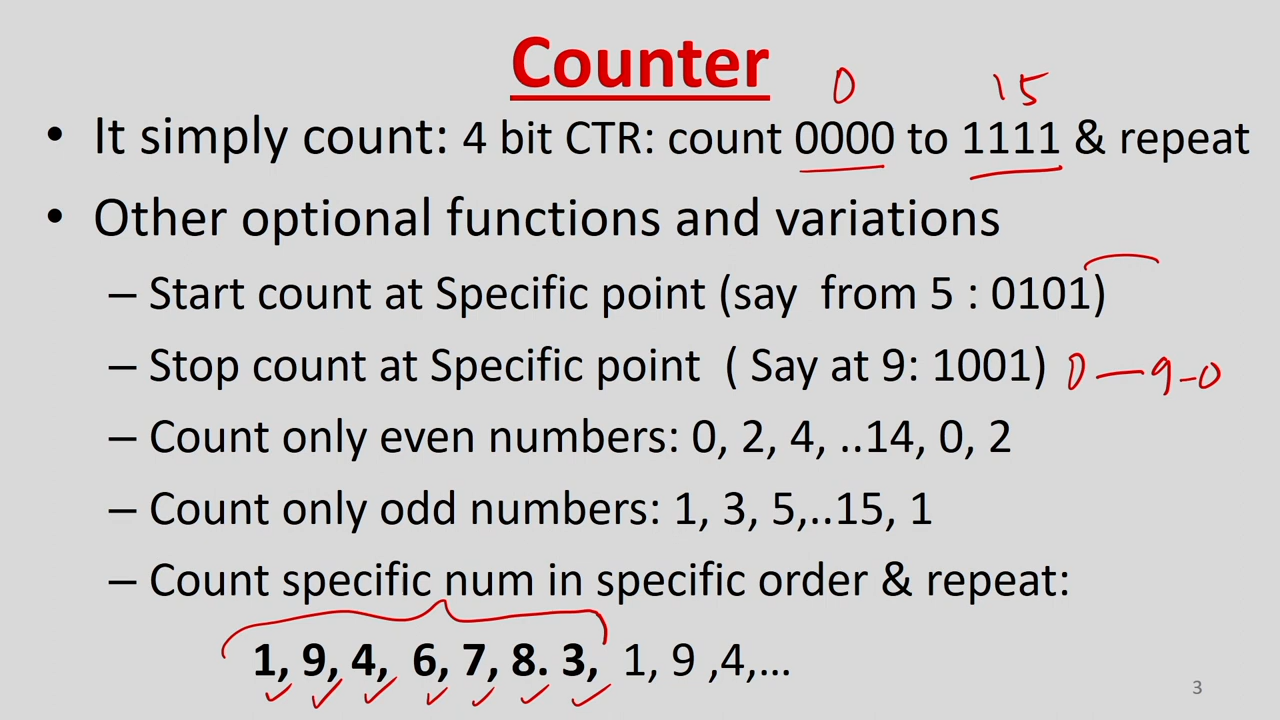 Counter
0 15
• It simply count: 4 bit CTR: count 0000 to 1111 & repeat
• Other optional functions and variations
– Start count at Specific point (say from 5 : 0101)
– Stop count at Specific point ( Say at 9: 1001) 0 — 9 - 0
– Count only even numbers: 0, 2, 4, ..14, 0, 2
– Count only odd numbers: 1, 3, 5,..15, 1
– Count specific num in specific order & repeat:
1, 9, 4, 6, 7, 8. 3, 1, 9 ,4,...
3